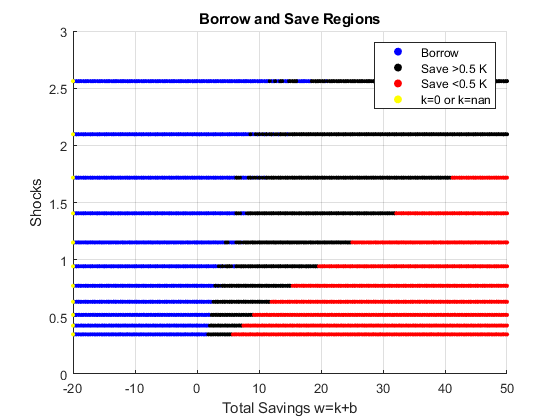 Borrow and Save Regions
3
2.5
2
1.5
1
0.5
0
Shocks
-20
-10
0
10
20
30
40
50
Total Savings w=k+b
Borrow
Save >0.5 K
Save <0.5 K
k=0 or k=nan